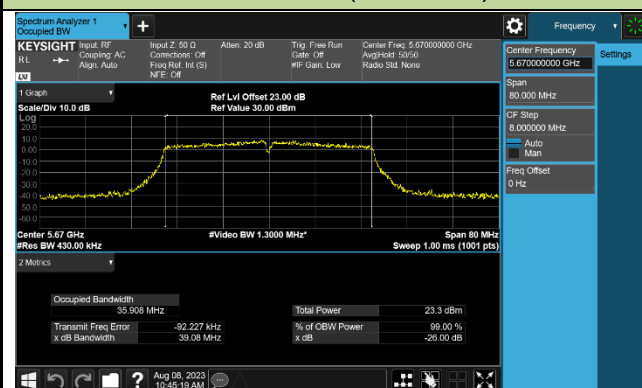 Spectrum Analyzer 1
Occupied BW
Frequency
KEYSIGHT
RL
LXI
Input: RF
Coupling: AC
Align: Auto
Input Z: 50 Ω
Corrections: Off
Freq Ref: Int (S)
NFE: Off
Atten: 20 dB
Trig: Free Run
Gate: Off
#IF Gain: Low
Center Freq: 5.670000000 GHz
Avg|Hold: 50/50
Radio Std: None
Center Frequency
5.670000000 GHz
Settings
Span
80.000 MHz
CF Step
8.000000 MHz
Auto
Man
Freq Offset
0 Hz
1 Graph
Scale/Div 10.0 dB
Ref Lvl Offset 23.00 dB
Ref Value 30.00 dBm
Log
20.0
10.0
0.00
-10.0
-20.0
-30.0
-40.0
-50.0
-60.0
Center 5.67 GHz
#Res BW 430.00 kHz
#Video BW 1.3000 MHz*
Span 80 MHz
Sweep 1.00 ms (1001 pts)
2 Metrics
Occupied Bandwidth
35.908 MHz
Total Power 23.3 dBm
Transmit Freq Error -92.227 kHz
% of OBW Power 99.00 %
x dB Bandwidth 39.08 MHz
x dB -26.00 dB
Aug 08, 2023
10:45:19 AM